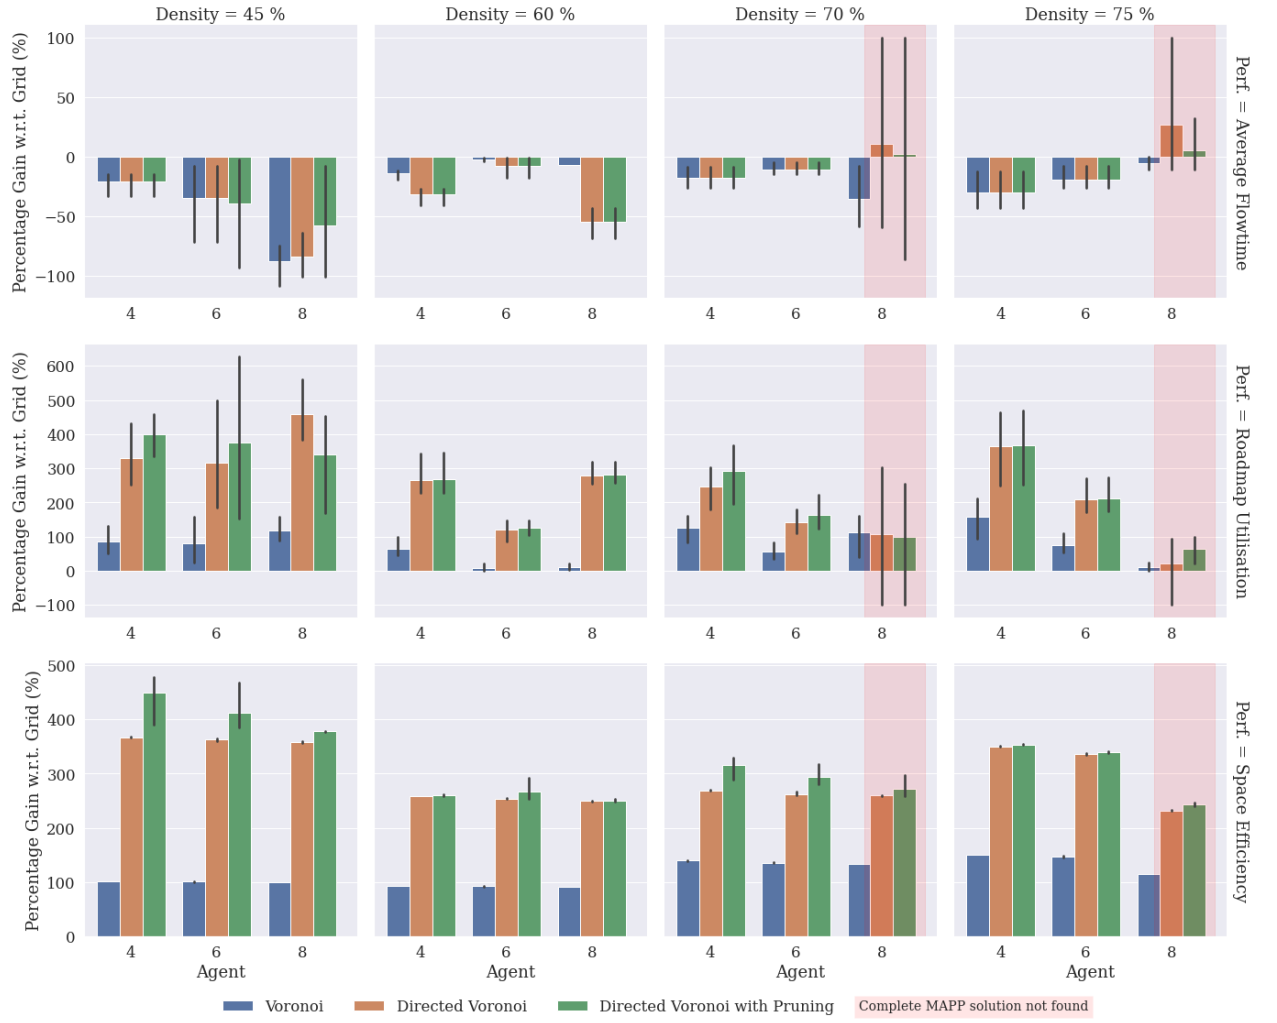 Density = 45 %
Density = 60 %
Density = 70 %
Density = 75 %
Percentage Gain w.r.t. Grid (%)
100
50
0
−50
−100
4 6 8
4 6 8
4 6 8
4 6 8
Perf. = Average Flowtime
Percentage Gain w.r.t. Grid (%)
600
500
400
300
200
100
0
−100
4 6 8
4 6 8
4 6 8
4 6 8
Perf. = Roadmap Utilisation
Percentage Gain w.r.t. Grid (%)
500
400
300
200
100
0
4 6 8
4 6 8
4 6 8
4 6 8
Perf. = Space Efficiency
Agent
Agent
Agent
Agent
Voronoi
Directed Voronoi
Directed Voronoi with Pruning
Complete MAPP solution not found